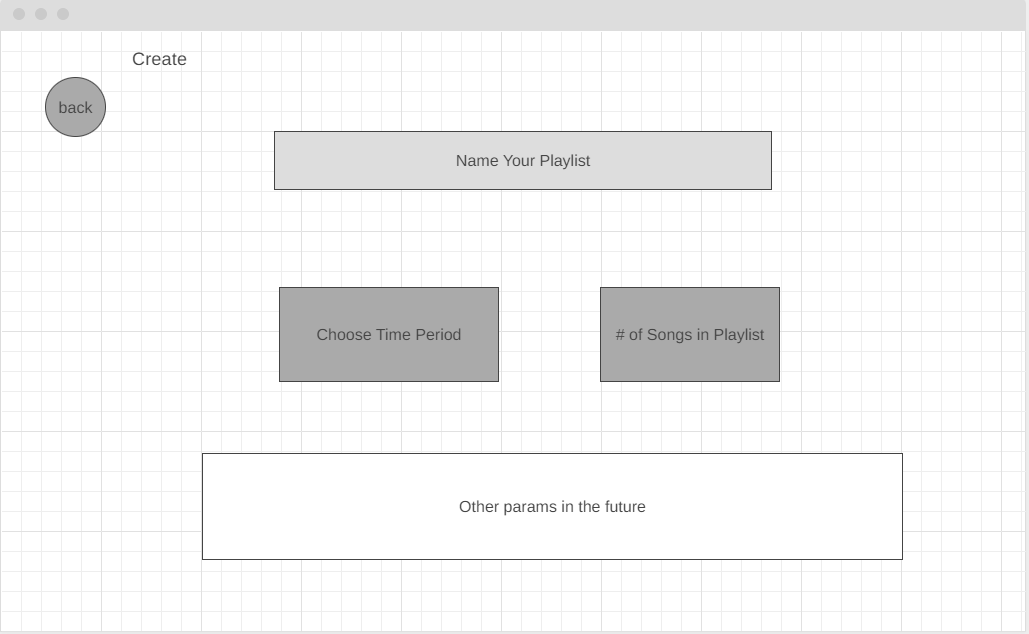 Create
back
Name Your Playlist
Choose Time Period
# of Songs in Playlist
Other params in the future